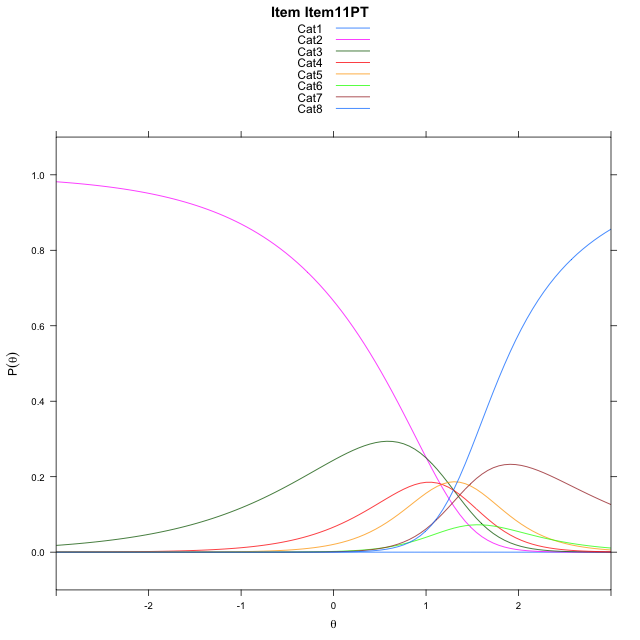 Item Item11PT
Cat1
Cat2
Cat3
Cat4
Cat5
Cat6
Cat7
Cat8
1.0
0.8
0.6
0.4
0.2
0.0
P(θ)
-2 -1 0 1 2
θ